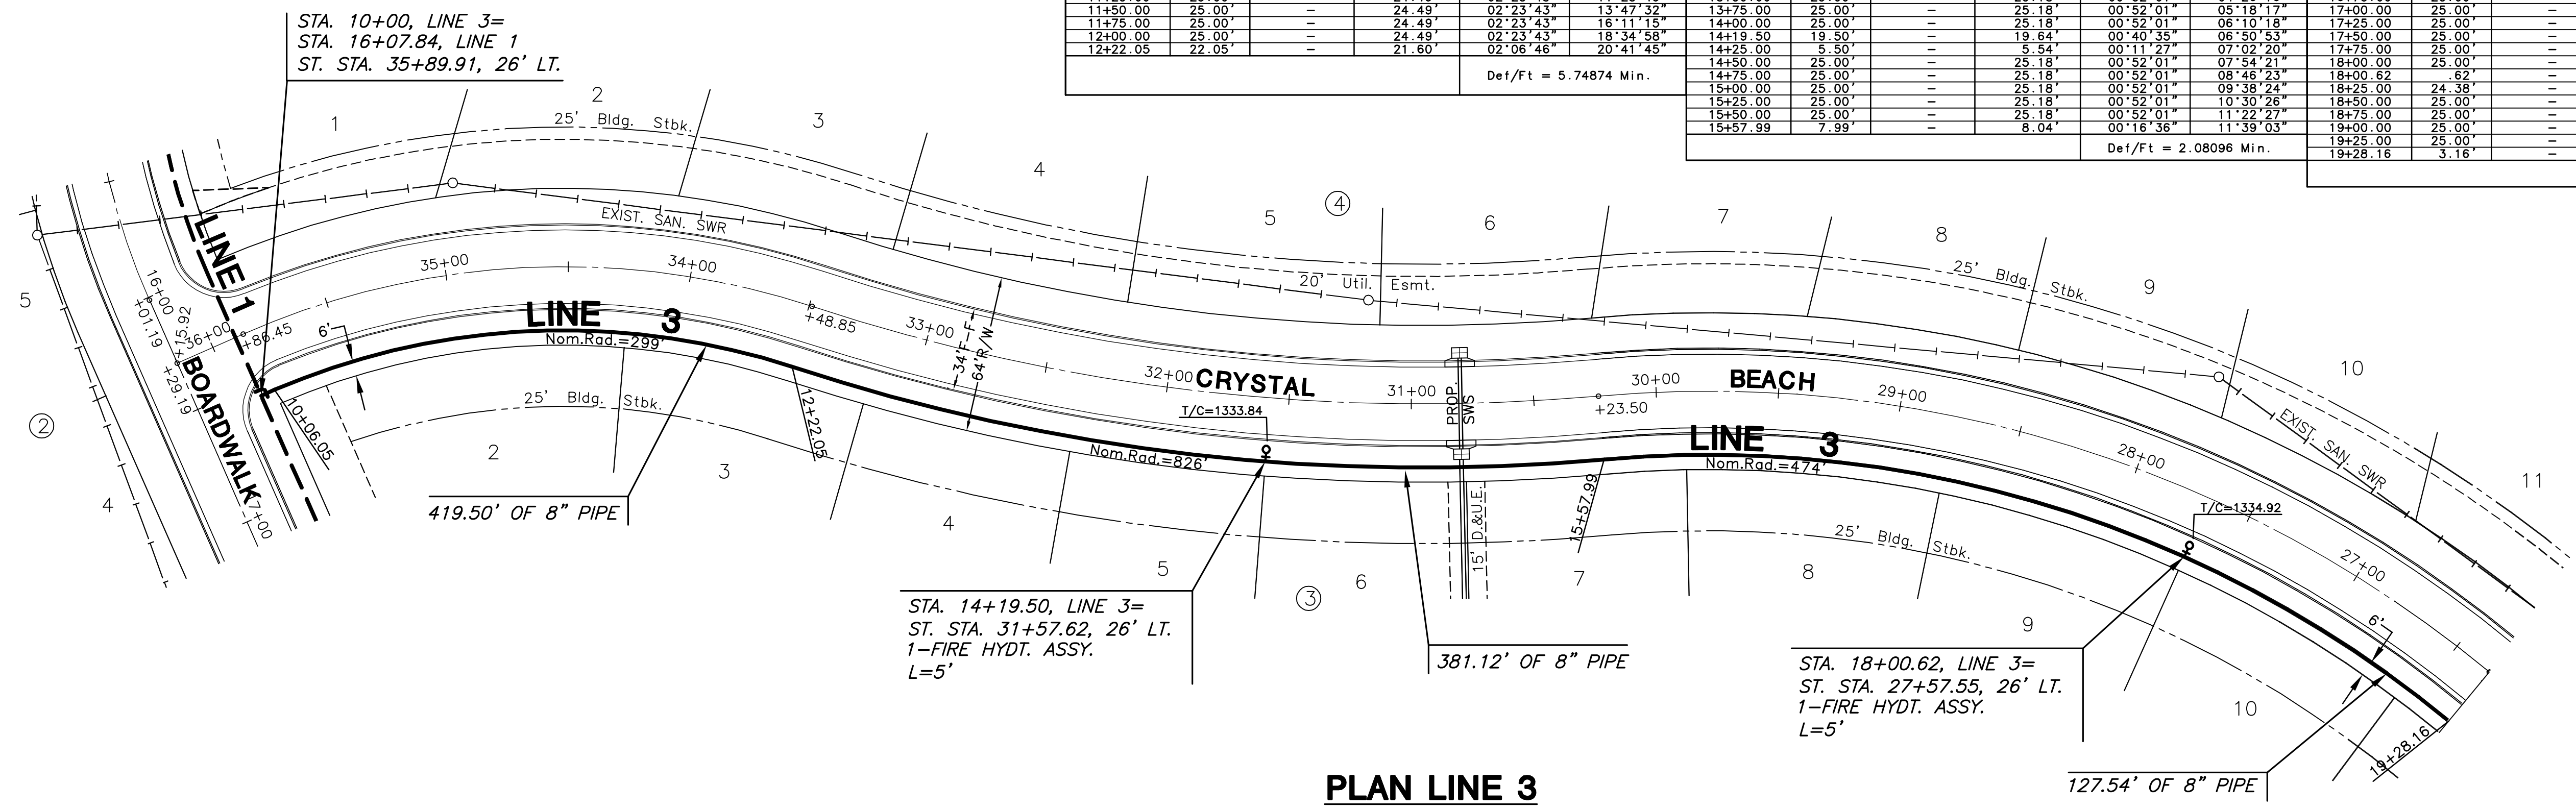 STA. 10+00, LINE 3=
STA. 16+07.84, LINE 1
ST. STA. 35+89.91, 26' LT.
11+50.00 25.00' – 24.49' 02°23'43" 13°47'32"
11+75.00 25.00' – 24.49' 02°23'43" 16°11'15"
12+00.00 25.00' – 24.49' 02°23'43" 18°34'58"
12+22.05 22.05' – 21.60' 02°06'46" 20°41'45"
Def/Ft = 5.74874 Min.
13+75.00 25.00' – 25.18' 00°52'01" 05°18'17"
14+00.00 25.00' – 25.18' 00°52'01" 06°10'18"
14+19.50 19.50' – 19.64' 00°40'35" 06°50'53"
14+25.00 5.50' – 5.54' 00°11'27" 07°02'20"
14+50.00 25.00' – 25.18' 00°52'01" 07°54'21"
14+75.00 25.00' – 25.18' 00°52'01" 08°46'23"
15+00.00 25.00' – 25.18' 00°52'01" 09°38'24"
15+25.00 25.00' – 25.18' 00°52'01" 10°30'26"
15+50.00 25.00' – 25.18' 00°52'01" 11°22'27"
15+57.99 7.99' – 8.04' 00°16'36" 11°39'03"
Def/Ft = 2.08096 Min.
17+00.00 25.00' –
17+25.00 25.00' –
17+50.00 25.00' –
17+75.00 25.00' –
18+00.00 25.00' –
18+00.62 .62' –
18+25.00 24.38' –
18+50.00 25.00' –
18+75.00 25.00' –
19+00.00 25.00' –
19+25.00 25.00' –
19+28.16 3.16' –
1
2
3
4
5
4
6
7
8
9
10
11
25' Bldg. Stbk.
EXIST. SAN. SWR
20' Util. Esmt.
25' Bldg. Stbk.
EXIST. SAN. SWR
LINE 1
BOARDWALK
16+00
+01.19
+15.92
+29.19
36+00
+86.45
17+00
5
2
4
35+00
34+00
+48.85
33+00
32+00
31+00
30+00
+23.50
29+00
28+00
27+00
6'
LINE 3
Nom.Rad.=299'
34' F-F
64' R/W
CRYSTAL
BEACH
PROP. SWS
T/C=1333.84
Nom.Rad.=826'
LINE 3
Nom.Rad.=474'
T/C=1334.92
6'
10+06.05
12+22.05
15+57.99
19+28.16
15' D.&U.E.
25' Bldg. Stbk.
25' Bldg. Stbk.
2
3
4
5
6
3
7
8
9
10
419.50' OF 8" PIPE
STA. 14+19.50, LINE 3=
ST. STA. 31+57.62, 26' LT.
1-FIRE HYDT. ASSY.
L=5'
381.12' OF 8" PIPE
STA. 18+00.62, LINE 3=
ST. STA. 27+57.55, 26' LT.
1-FIRE HYDT. ASSY.
L=5'
127.54' OF 8" PIPE
PLAN LINE 3